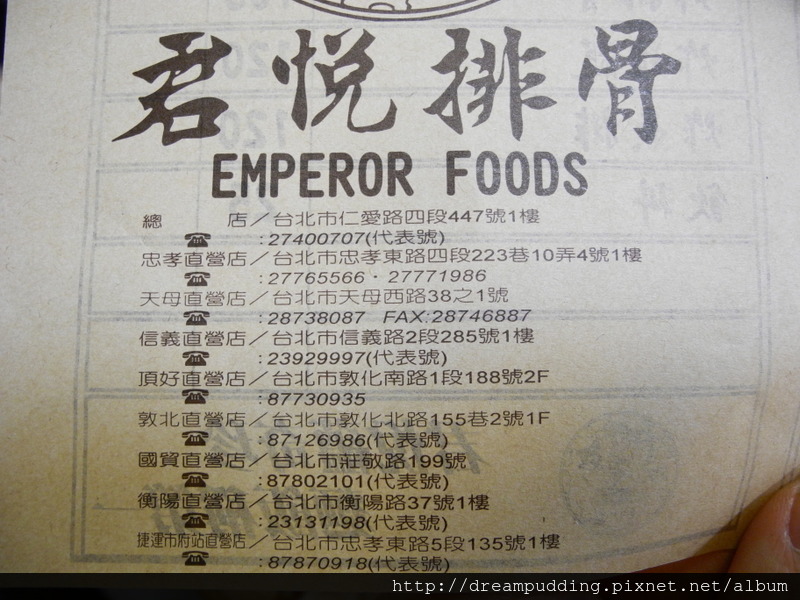 君悅排骨
EMPEROR FOODS
總 店／台北市仁愛路四段447號1樓
☎ :27400707(代表號)
忠孝直營店／台北市忠孝東路四段223巷10弄4號1樓
☎ :27765566．27771986
天母直營店／台北市天母西路38之1號
☎ :28738087 FAX:28746887
信義直營店／台北市信義路2段285號1樓
☎ :23929997(代表號)
頂好直營店／台北市敦化南路1段188號2F
☎ :87730935
敦北直營店／台北市敦化北路155巷2號1F
☎ :87126986(代表號)
國貿直營店／台北市莊敬路199號
☎ :87802101(代表號)
衡陽直營店／台北市衡陽路37號1樓
☎ :23131198(代表號)
捷運市府站直營店／台北市忠孝東路5段135號1樓
☎ :87870918(代表號)
http://dreampudding.pixnet.net/album